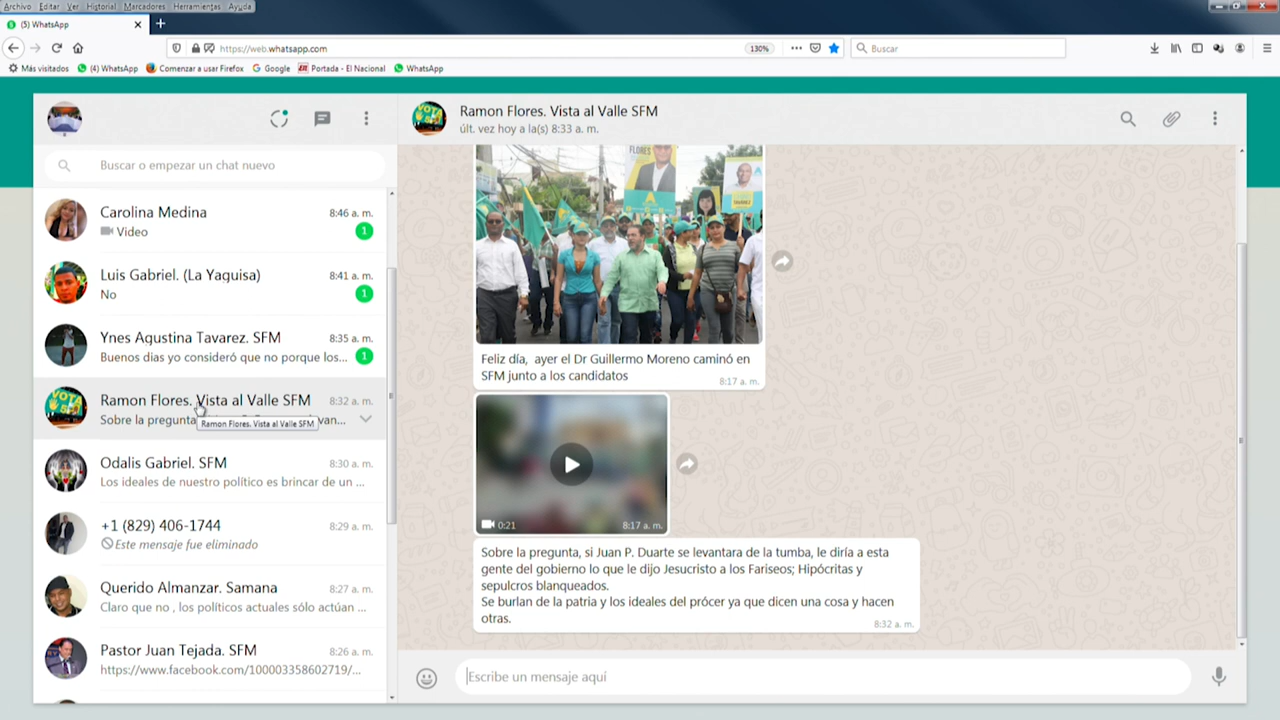 Archivo Editar Ver Historial Marcadores Herramientas Ayuda
(5) WhatsApp
https://web.whatsapp.com
130%
Buscar
Más visitados
(4) WhatsApp
Comenzar a usar Firefox
Google
Portada - El Nacional
WhatsApp
Ramon Flores. Vista al Valle SFM
últ. vez hoy a la(s) 8:33 a. m.
Buscar o empezar un chat nuevo
Carolina Medina 8:46 a. m.
Video 1
Luis Gabriel. (La Yaguisa) 8:41 a. m.
No 1
Ynes Agustina Tavarez. SFM 8:35 a. m.
Buenos dias yo consideró que no porque los... 1
Ramon Flores. Vista al Valle SFM 8:32 a. m.
Sobre la pregunta
Ramon Flores. Vista al Valle SFM
Odalis Gabriel. SFM 8:30 a. m.
Los ideales de nuestro político es brincar de un ...
+1 (829) 406-1744 8:29 a. m.
Este mensaje fue eliminado
Querido Almanzar. Samana 8:27 a. m.
Claro que no , los políticos actuales sólo actúan ...
Pastor Juan Tejada. SFM 8:26 a. m.
https://www.facebook.com/100003358602719/...
FLORES
A
Feliz día, ayer el Dr Guillermo Moreno caminó en
SFM junto a los candidatos
8:17 a. m.
0:21 8:17 a. m.
Sobre la pregunta, si Juan P. Duarte se levantara de la tumba, le diría a esta
gente del gobierno lo que le dijo Jesucristo a los Fariseos; Hipócritas y
sepulcros blanqueados.
Se burlan de la patria y los ideales del prócer ya que dicen una cosa y hacen
otras.
8:32 a. m.
Escribe un mensaje aquí